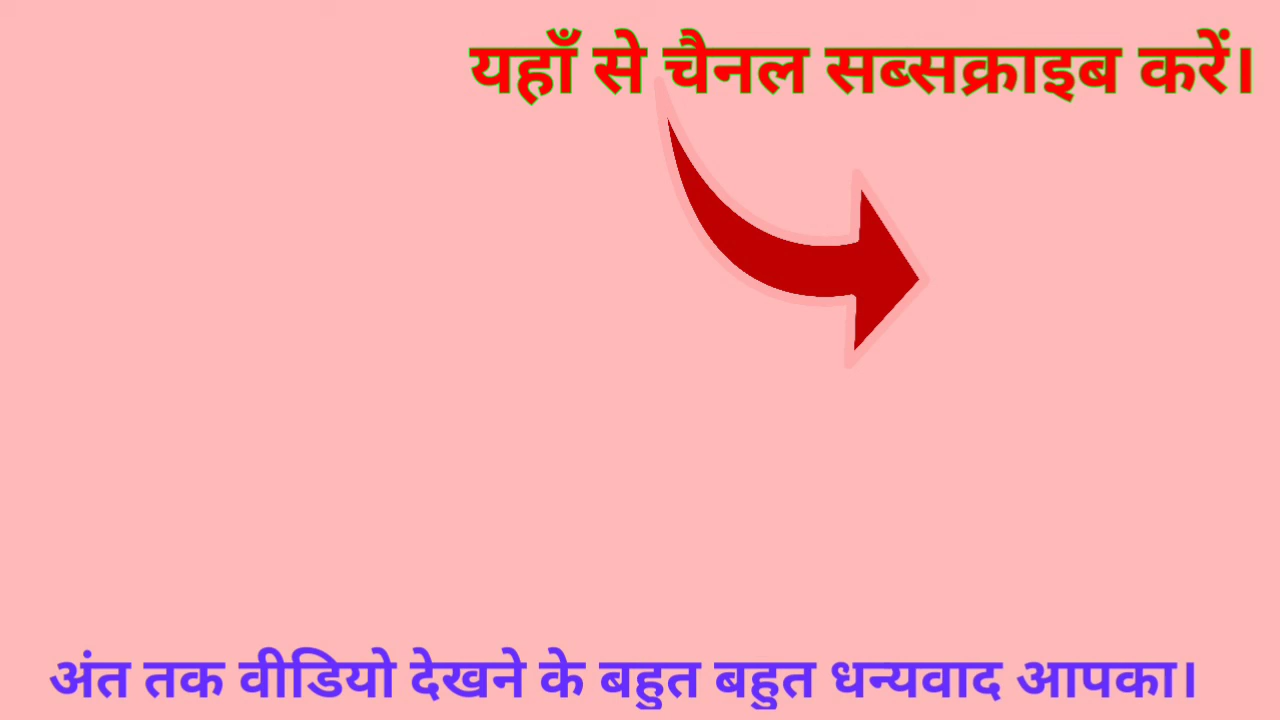 यहाँ से चैनल सब्सक्राइब करें।
अंत तक वीडियो देखने के बहुत बहुत धन्यवाद आपका।